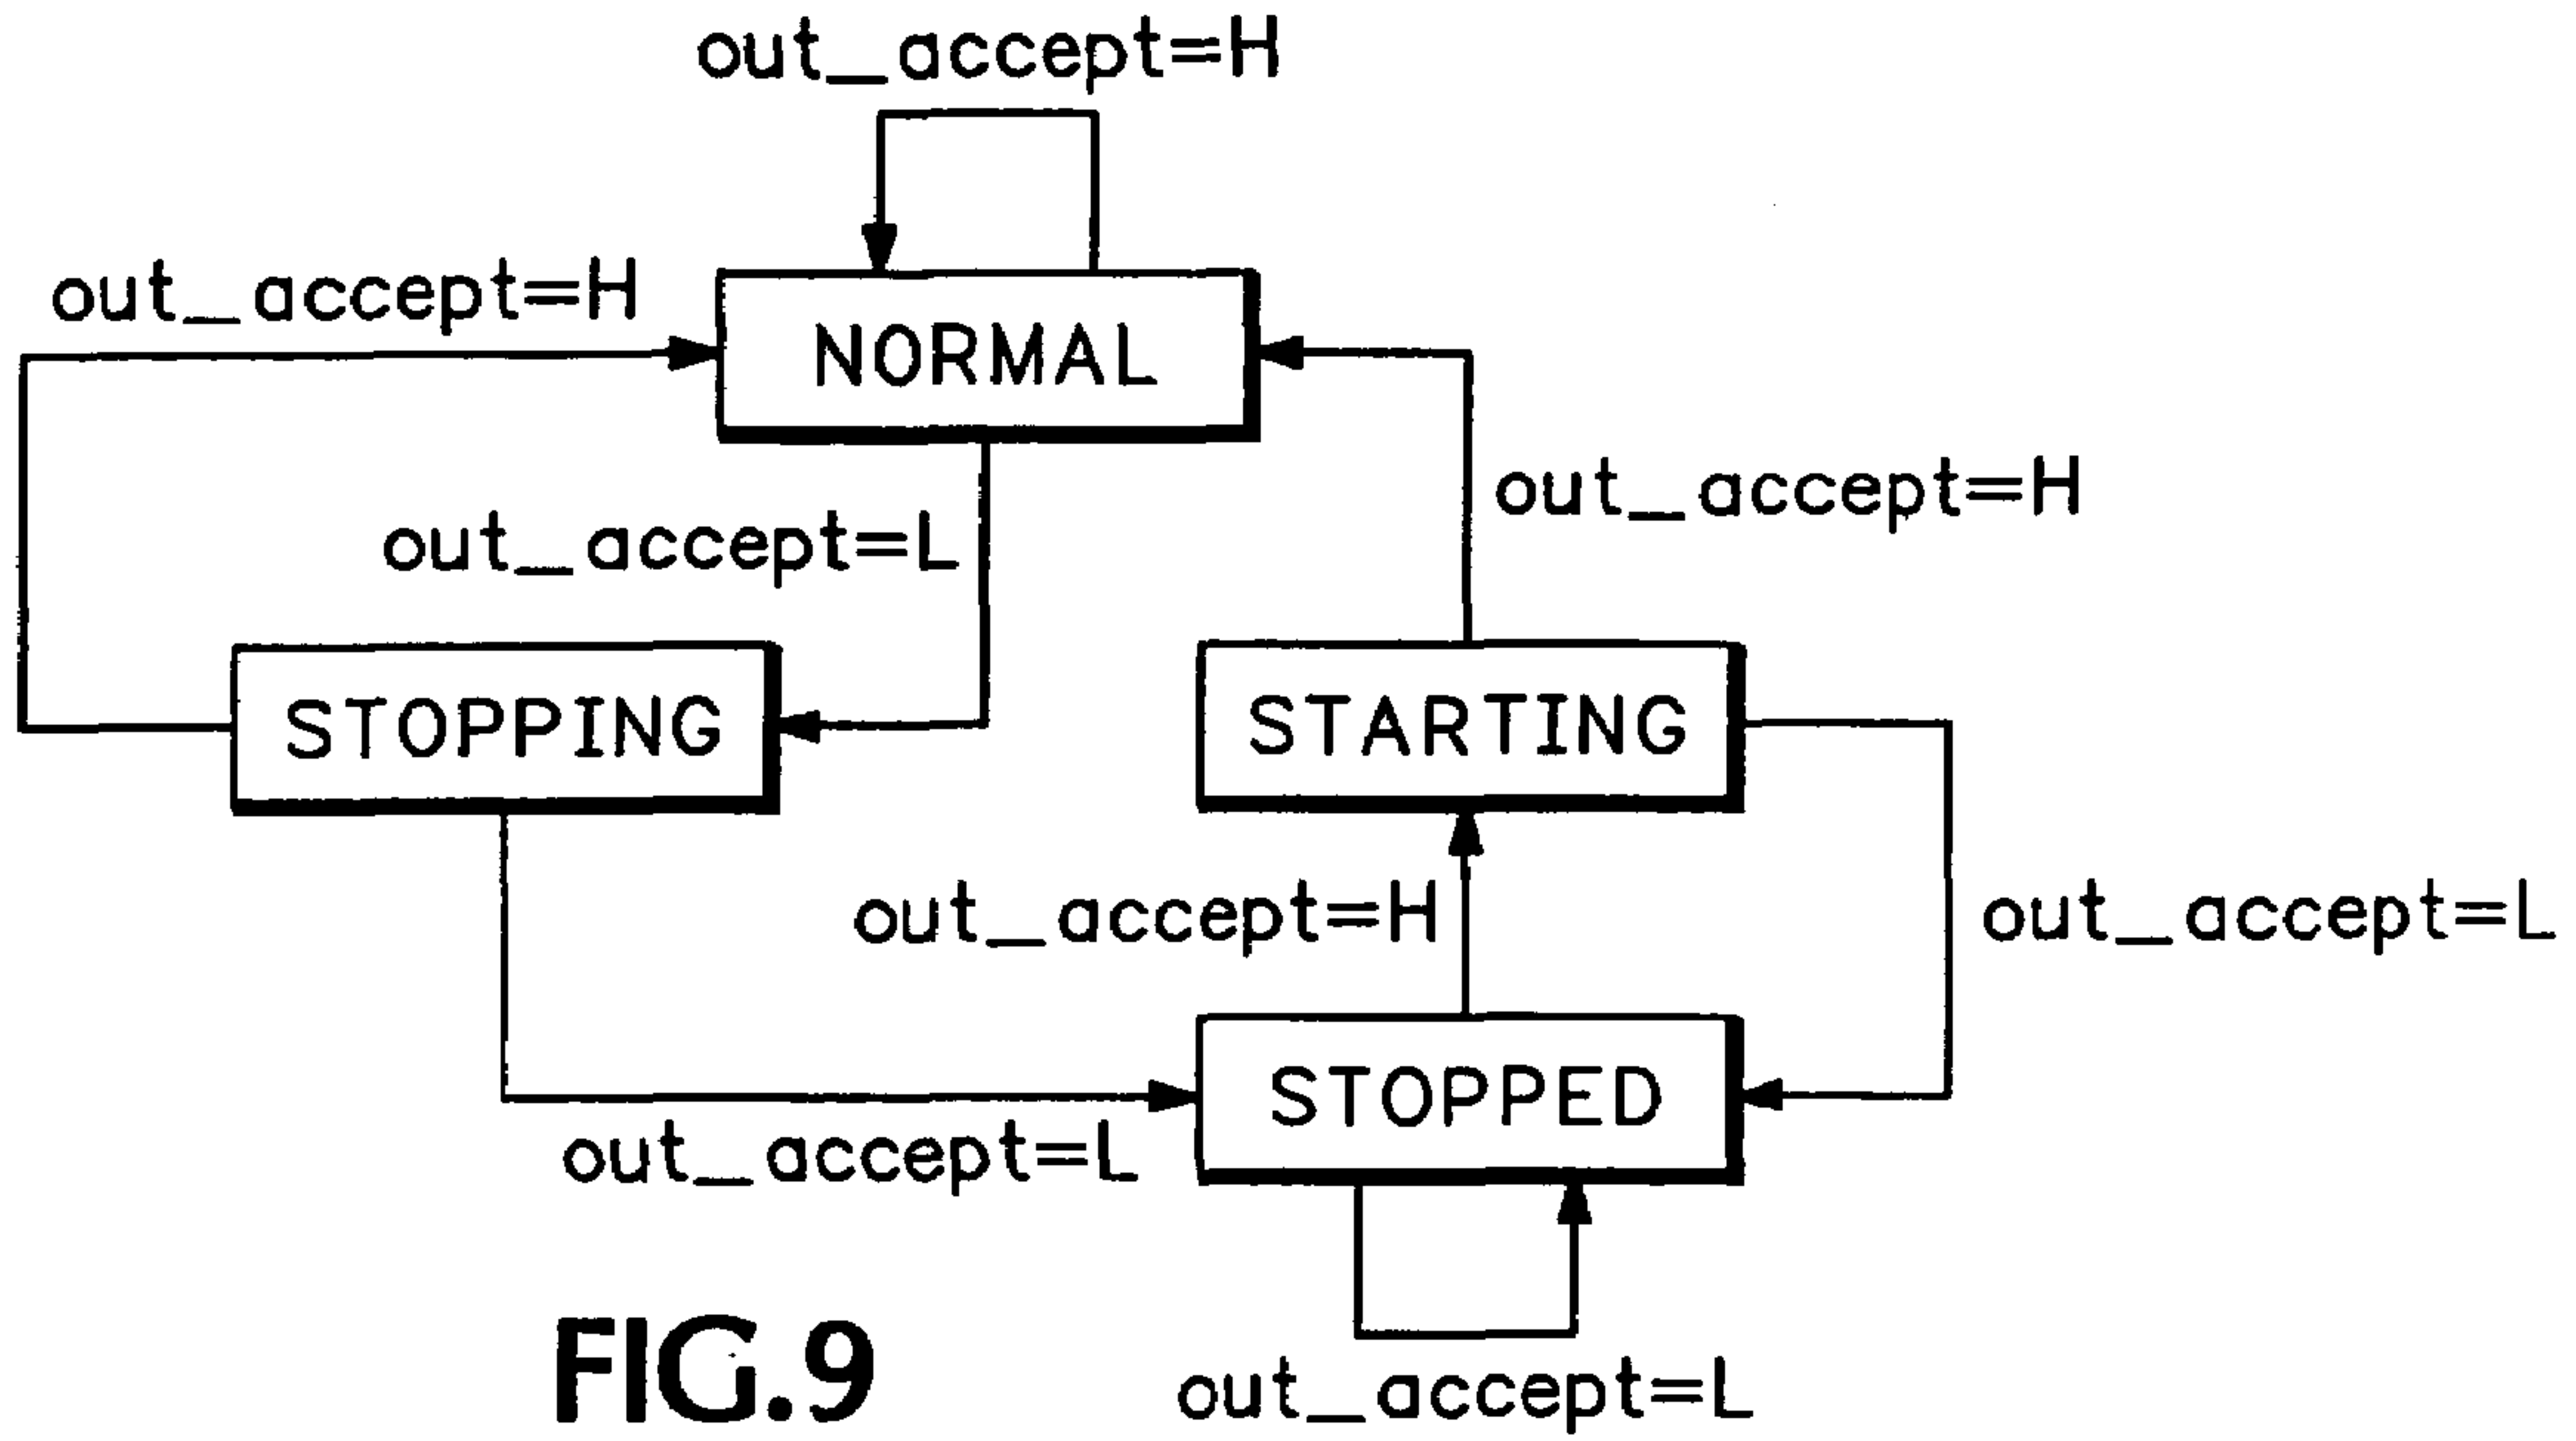 out_accept=H
out_accept=H
NORMAL
out_accept=H
out_accept=L
STOPPING
STARTING
out_accept=H
out_accept=L
STOPPED
out_accept=L
FIG.9
out_accept=L